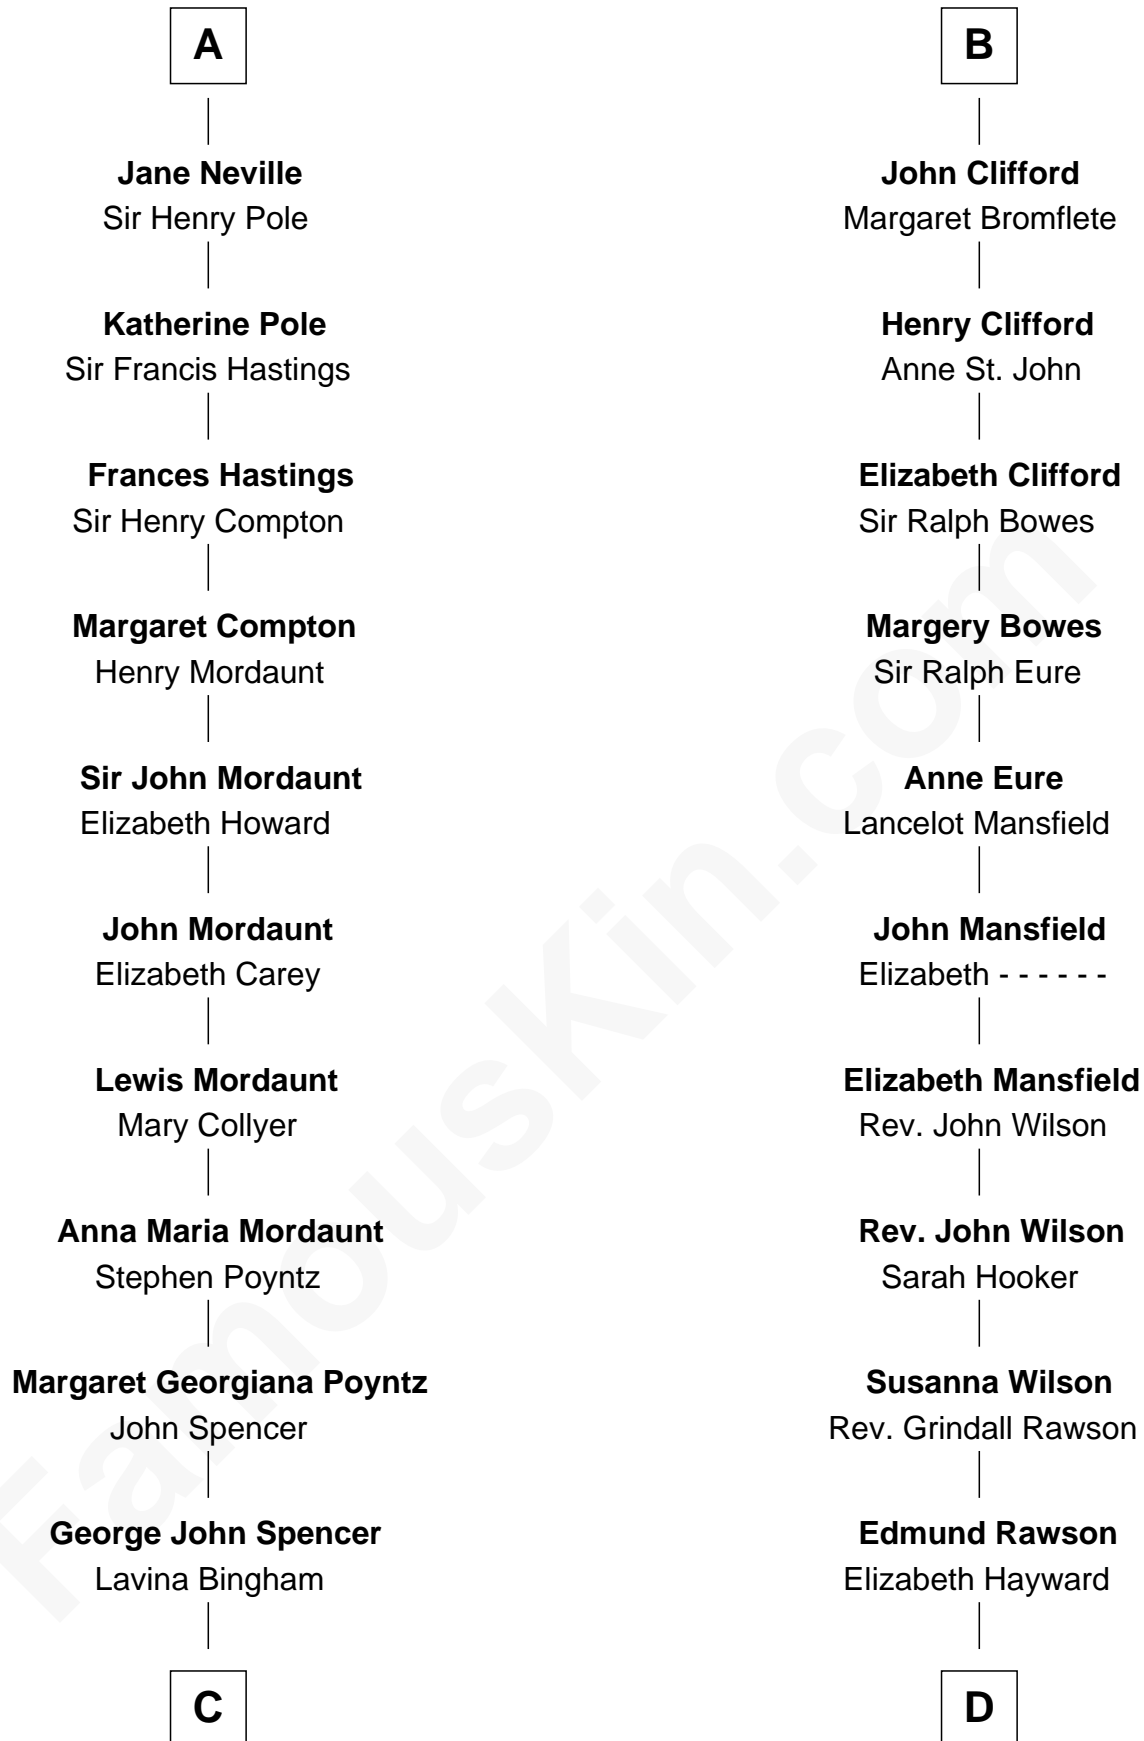 A
Jane Neville
Sir Henry Pole
Katherine Pole
Sir Francis Hastings
Frances Hastings
Sir Henry Compton
Margaret Compton
Henry Mordaunt
Sir John Mordaunt
Elizabeth Howard
John Mordaunt
Elizabeth Carey
Lewis Mordaunt
Mary Collyer
Anna Maria Mordaunt
Stephen Poyntz
Margaret Georgiana Poyntz
John Spencer
George John Spencer
Lavina Bingham
C
B
John Clifford
Margaret Bromflete
Henry Clifford
Anne St. John
Elizabeth Clifford
Sir Ralph Bowes
Margery Bowes
Sir Ralph Eure
Anne Eure
Lancelot Mansfield
John Mansfield
Elizabeth - - - - - -
Elizabeth Mansfield
Rev. John Wilson
Rev. John Wilson
Sarah Hooker
Susanna Wilson
Rev. Grindall Rawson
Edmund Rawson
Elizabeth Hayward
D
FamousKin.com